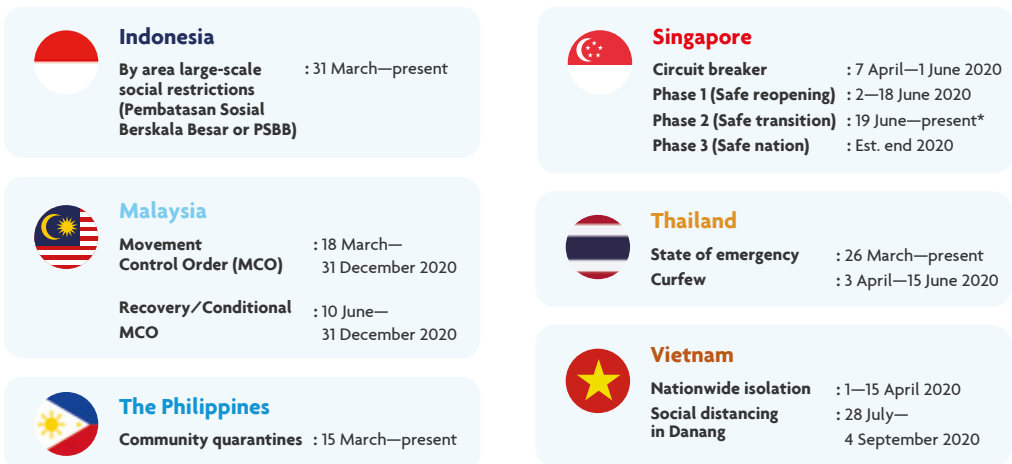 Indonesia
By area large-scale : 31 March—present
social restrictions
(Pembatasan Sosial
Berskala Besar or PSBB)
Malaysia
Movement : 18 March—
Control Order (MCO) 31 December 2020
Recovery/Conditional : 10 June—
MCO 31 December 2020
The Philippines
Community quarantines : 15 March—present
Singapore
Circuit breaker : 7 April—1 June 2020
Phase 1 (Safe reopening) : 2—18 June 2020
Phase 2 (Safe transition) : 19 June—present*
Phase 3 (Safe nation) : Est. end 2020
Thailand
State of emergency : 26 March—present
Curfew : 3 April—15 June 2020
Vietnam
Nationwide isolation : 1—15 April 2020
Social distancing : 28 July—
in Danang 4 September 2020